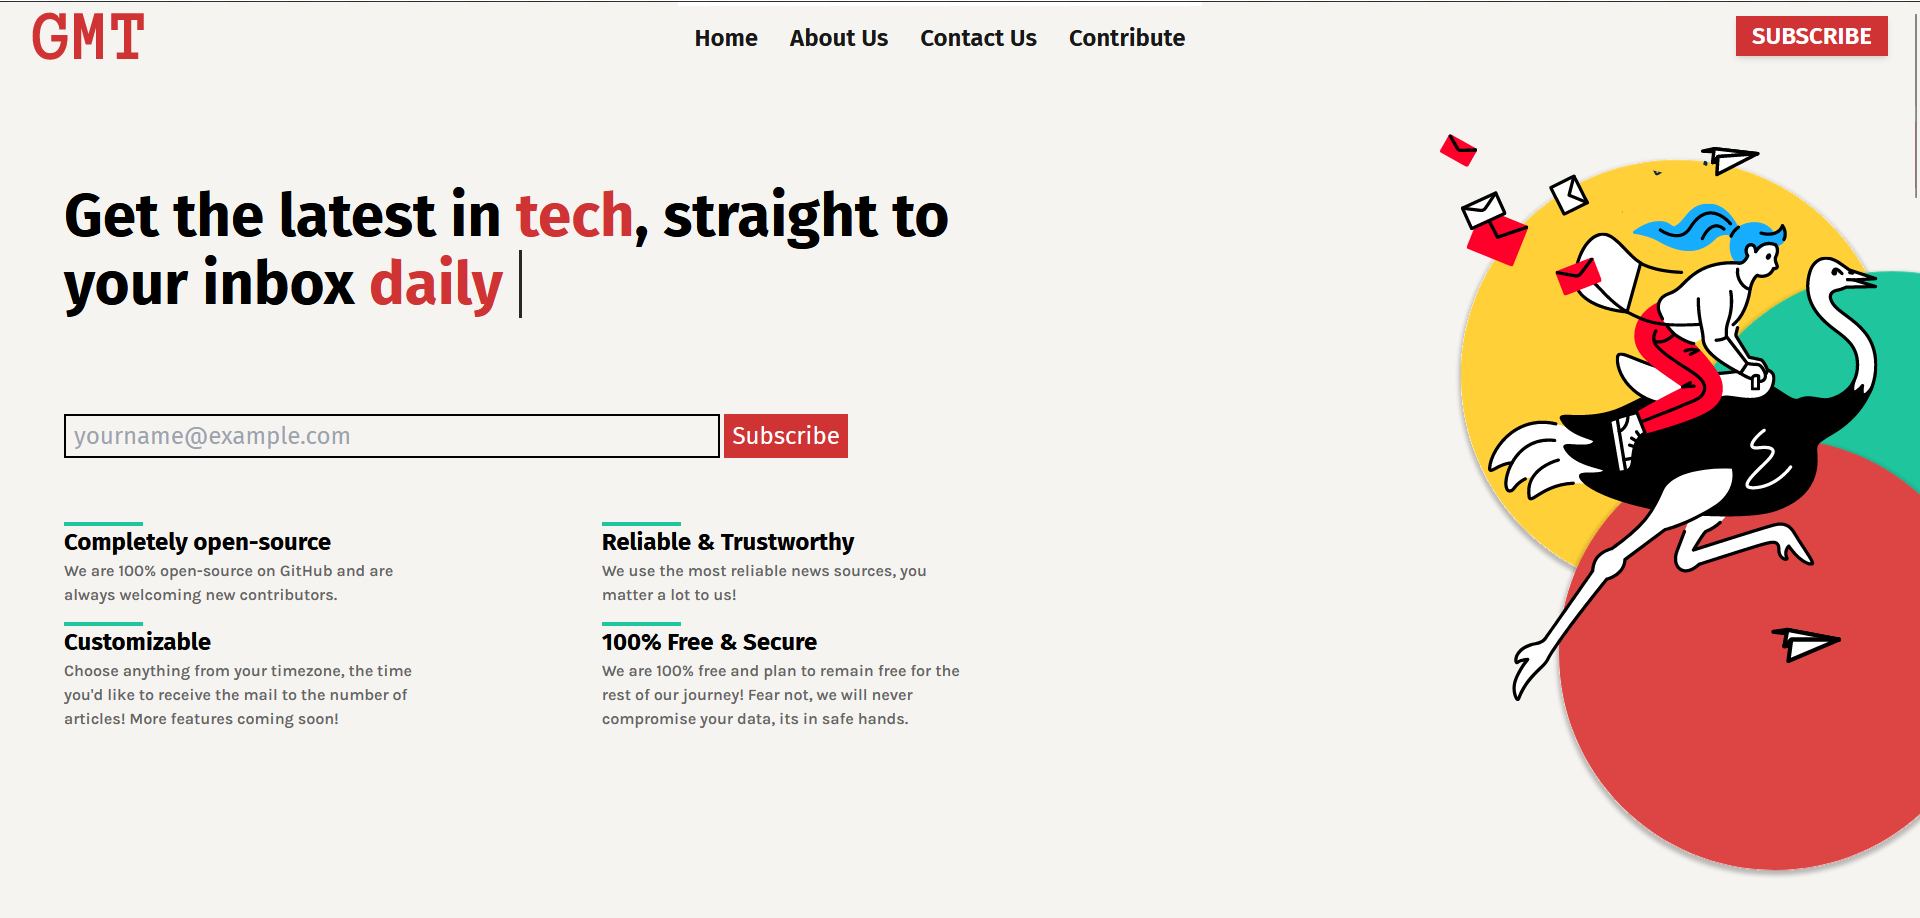 GMT
Home About Us Contact Us Contribute
SUBSCRIBE
Get the latest in tech, straight to
your inbox daily
yourname@example.com
Subscribe
Completely open-source
We are 100% open-source on GitHub and are
always welcoming new contributors.
Reliable & Trustworthy
We use the most reliable news sources, you
matter a lot to us!
Customizable
Choose anything from your timezone, the time
you'd like to receive the mail to the number of
articles! More features coming soon!
100% Free & Secure
We are 100% free and plan to remain free for the
rest of our journey! Fear not, we will never
compromise your data, its in safe hands.